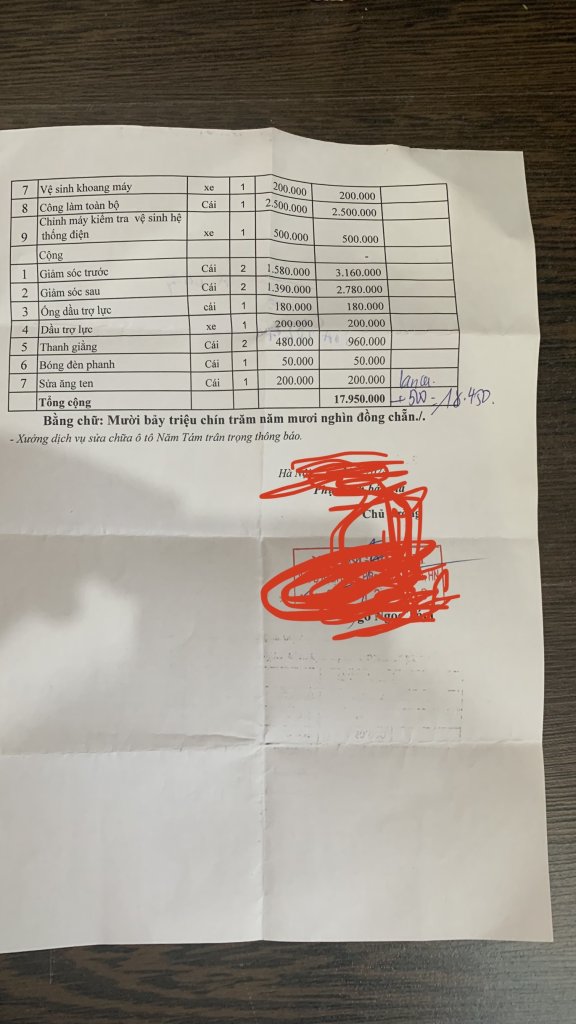 7 Vệ sinh khoang máy xe 1 200.000 200.000
8 Công làm toàn bộ Cái 1 2.500.000 2.500.000
9 Chỉnh máy kiểm tra vệ sinh hệ thống điện xe 1 500.000 500.000
Cộng -
1 Giảm sóc trước Cái 2 1.580.000 3.160.000
2 Giảm sóc sau Cái 2 1.390.000 2.780.000
3 Ống dầu trợ lực cái 1 180.000 180.000
4 Dầu trợ lực xe 1 200.000 200.000
5 Thanh giằng Cái 2 480.000 960.000
6 Bóng đèn phanh Cái 1 50.000 50.000
7 Sửa ăng ten Cái 1 200.000 200.000
Tổng cộng 17.950.000 +500 = 18.450.
Bằng chữ: Mười bảy triệu chín trăm năm mươi nghìn đồng chẵn./.
- Xưởng dịch vụ sửa chữa ô tô Năm Tám trân trọng thông báo.
Hà
Chủ
Ngọc